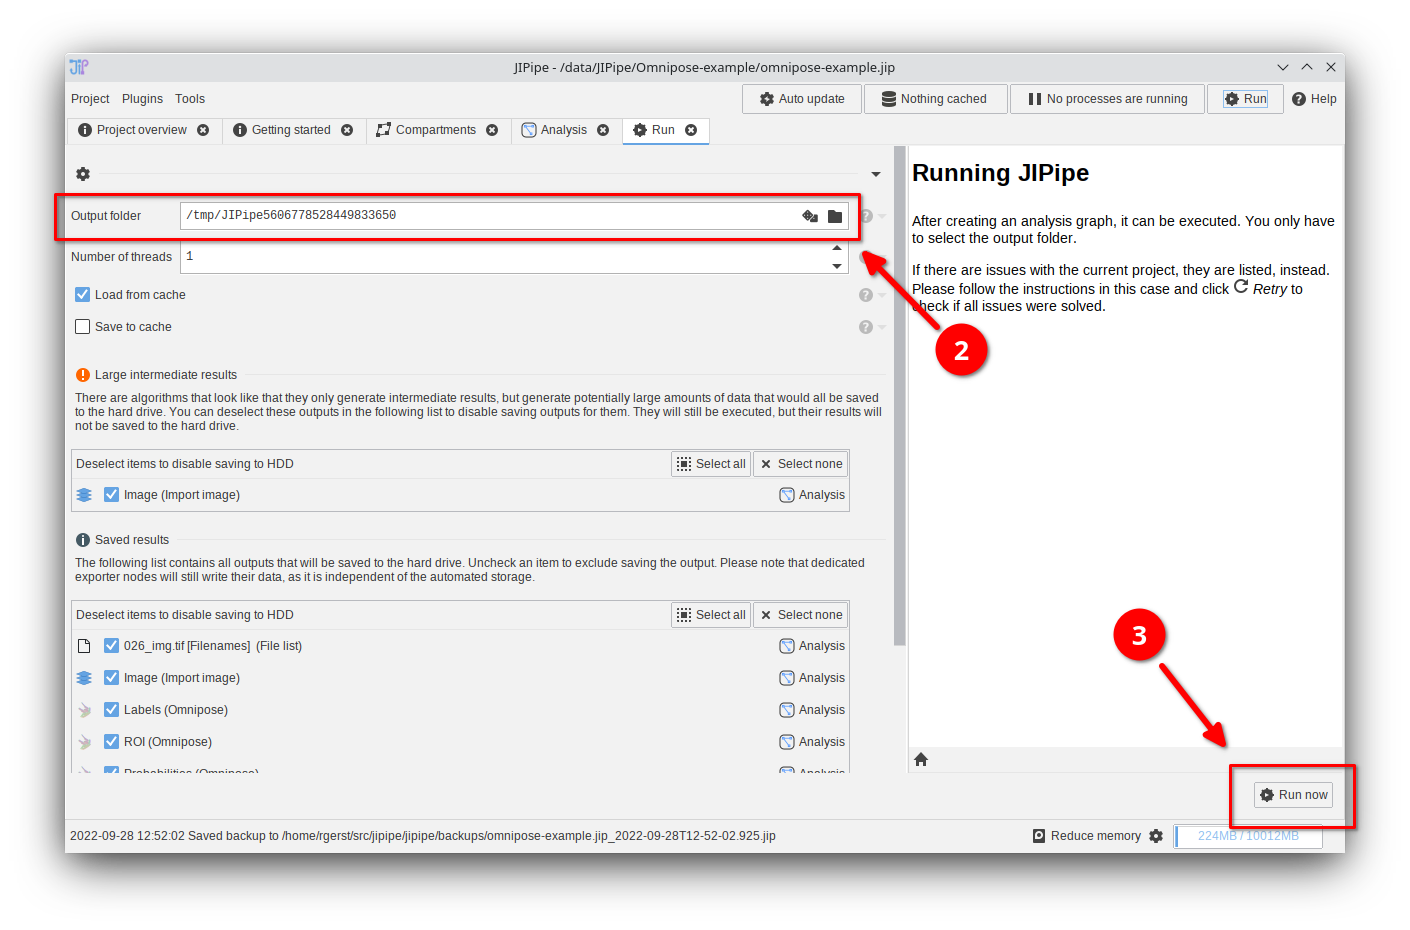 JIP
JIPipe - /data/JIPipe/Omnipose-example/omnipose-example.jip
Project Plugins Tools Auto update Nothing cached No processes are running Run Help
Project overview Getting started Compartments Analysis Run
Output folder /tmp/JIPipe5606778528449833650
Number of threads 1
Load from cache
Save to cache
Large intermediate results
There are algorithms that look like that they only generate intermediate results, but generate potentially large amounts of data that would all be saved
to the hard drive. You can deselect these outputs in the following list to disable saving outputs for them. They will still be executed, but their results will
not be saved to the hard drive.
Deselect items to disable saving to HDD Select all Select none
Image (Import image) Analysis
Saved results
The following list contains all outputs that will be saved to the hard drive. Uncheck an item to exclude saving the output. Please note that dedicated
exporter nodes will still write their data, as it is independent of the automated storage.
Deselect items to disable saving to HDD Select all Select none
026_img.tif [Filenames] (File list) Analysis
Image (Import image) Analysis
Labels (Omnipose) Analysis
ROI (Omnipose) Analysis
Probabilities (Omnipose) Analysis
Running JIPipe
After creating an analysis graph, it can be executed. You only have
to select the output folder.
If there are issues with the current project, they are listed, instead.
Please follow the instructions in this case and click Retry to
check if all issues were solved.
2
3
Run now
2022-09-28 12:52:02 Saved backup to /home/rgerst/src/jipipe/jipipe/backups/omnipose-example.jip_2022-09-28T12-52-02.925.jip
Reduce memory 224MB / 10012MB